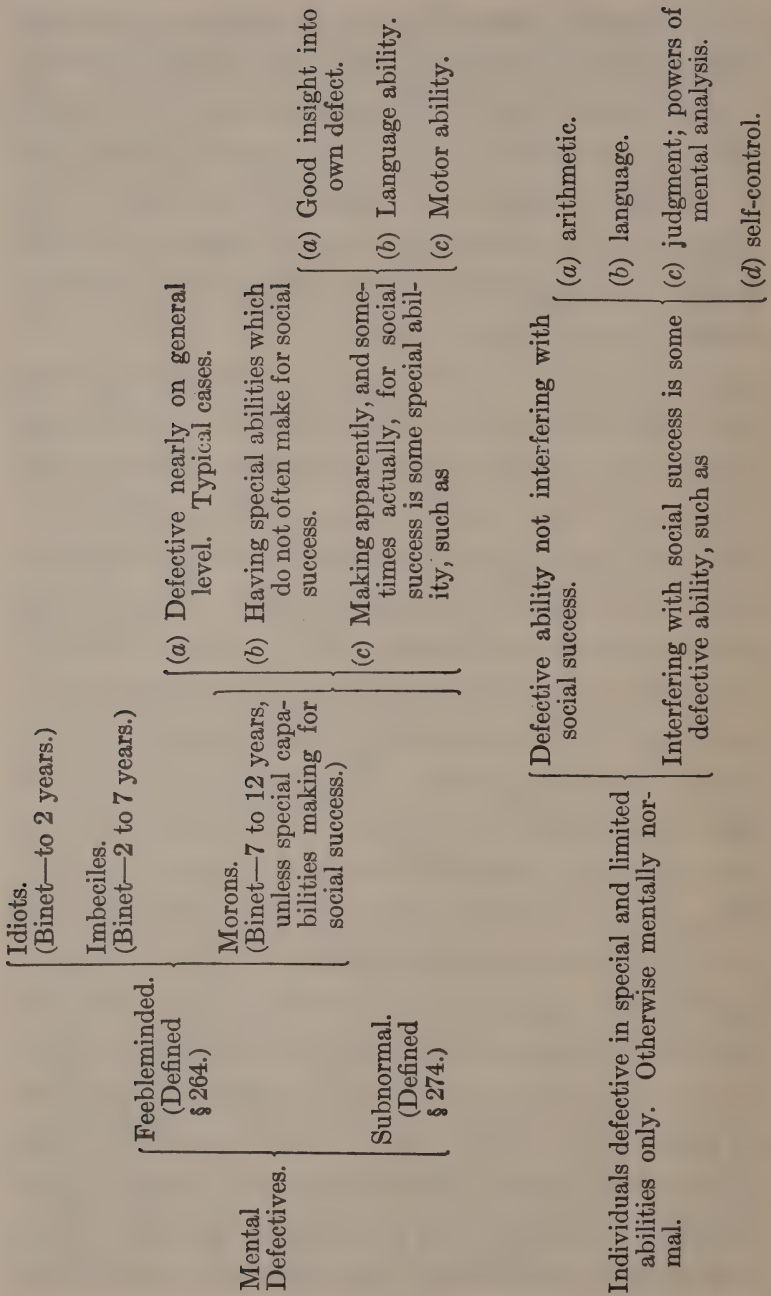 Mental
Defectives.
Feebleminded.
(Defined
§ 264.)
Subnormal.
(Defined
§ 274.)
Idiots.
(Binet—to 2 years.)
Imbeciles.
(Binet—2 to 7 years.)
Morons.
(Binet—7 to 12 years,
unless special capa-
bilities making for
social success.)
(a) Defective nearly on general
level. Typical cases.
(b) Having special abilities which
do not often make for social
success.
(c) Making apparently, and some-
times actually, for social
success is some special abil-
ity, such as
(a) Good insight into
own defect.
(b) Language ability.
(c) Motor ability.
Individuals defective in special and limited
abilities only. Otherwise mentally nor-
mal.
Defective ability not interfering with
social success.
Interfering with social success is some
defective ability, such as
(a) arithmetic.
(b) language.
(c) judgment; powers of
mental analysis.
(d) self-control.